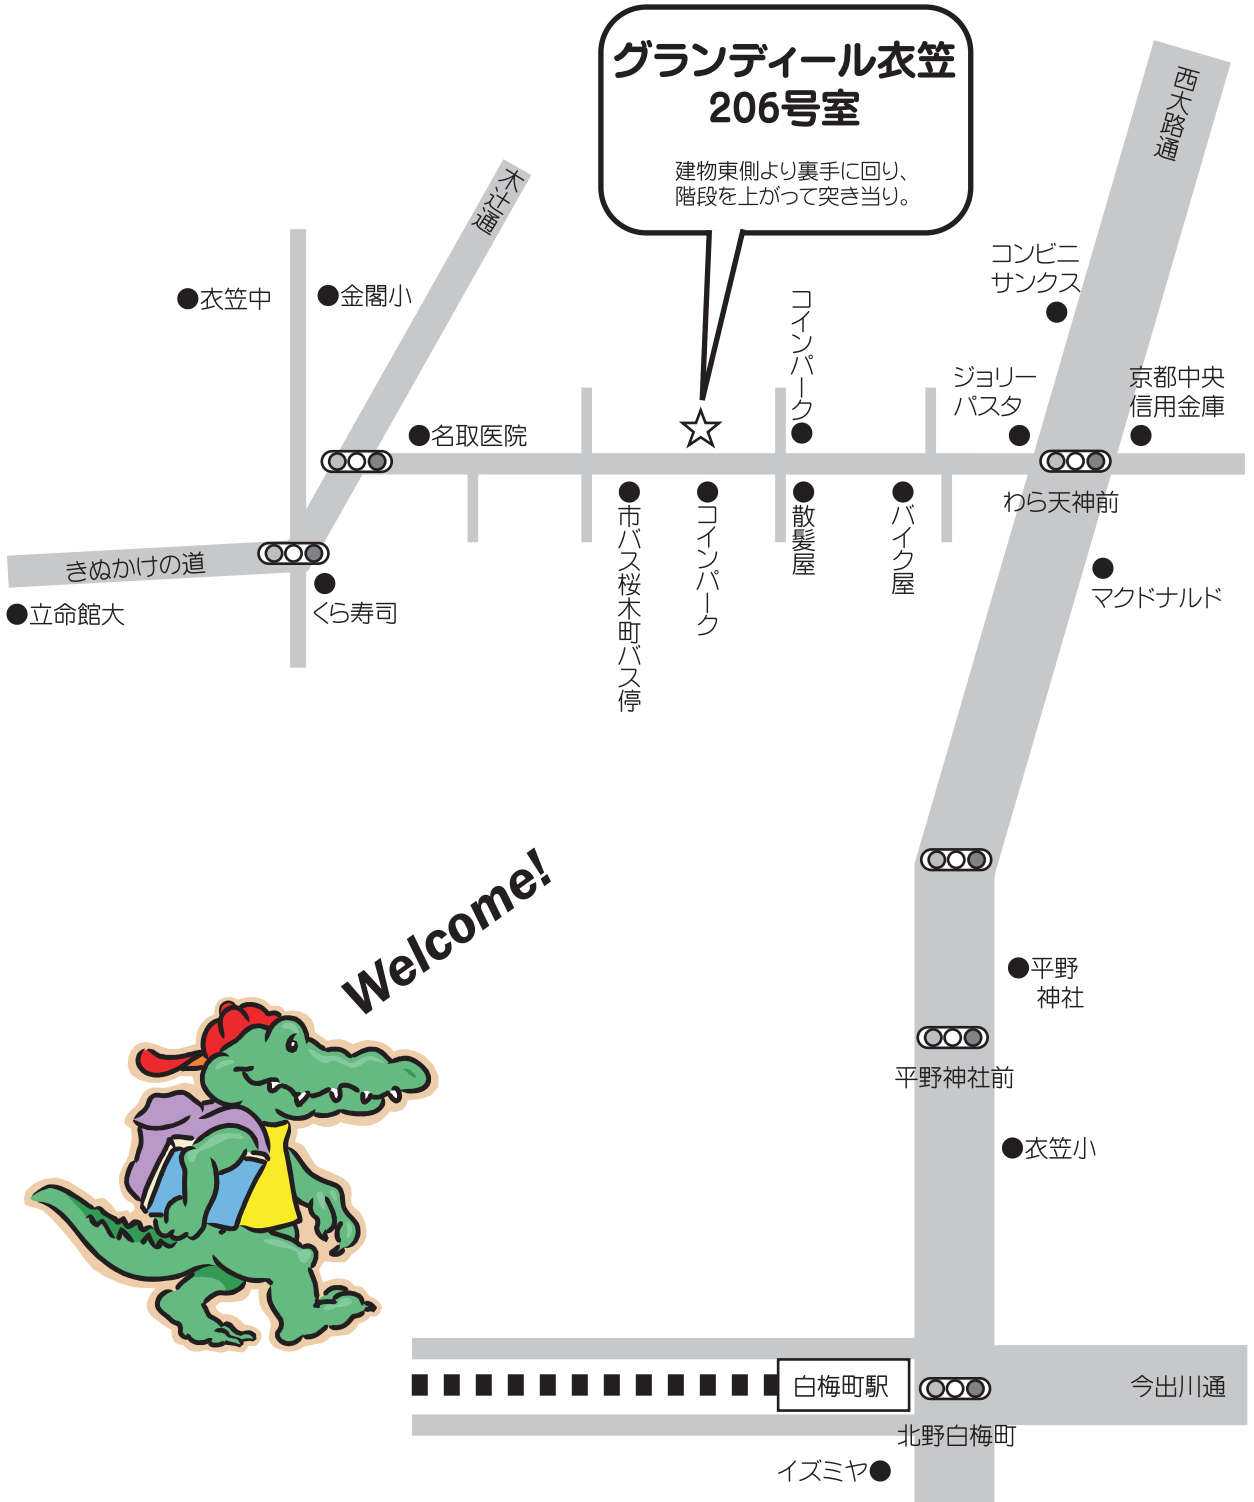 グランディール衣笠
206号室
建物東側より裏手に回り、
階段を上がって突き当り。
西大路通
木辻通
衣笠中
金閣小
コンビニ
サンクス
コインパーク
ジョリー
パスタ
京都中央
信用金庫
名取医院
わら天神前
市バス桜木町バス停
コインパーク
散髪屋
バイク屋
きぬかけの道
立命館大
くら寿司
マクドナルド
Welcome!
平野
神社
平野神社前
衣笠小
白梅町駅
今出川通
北野白梅町
イズミヤ